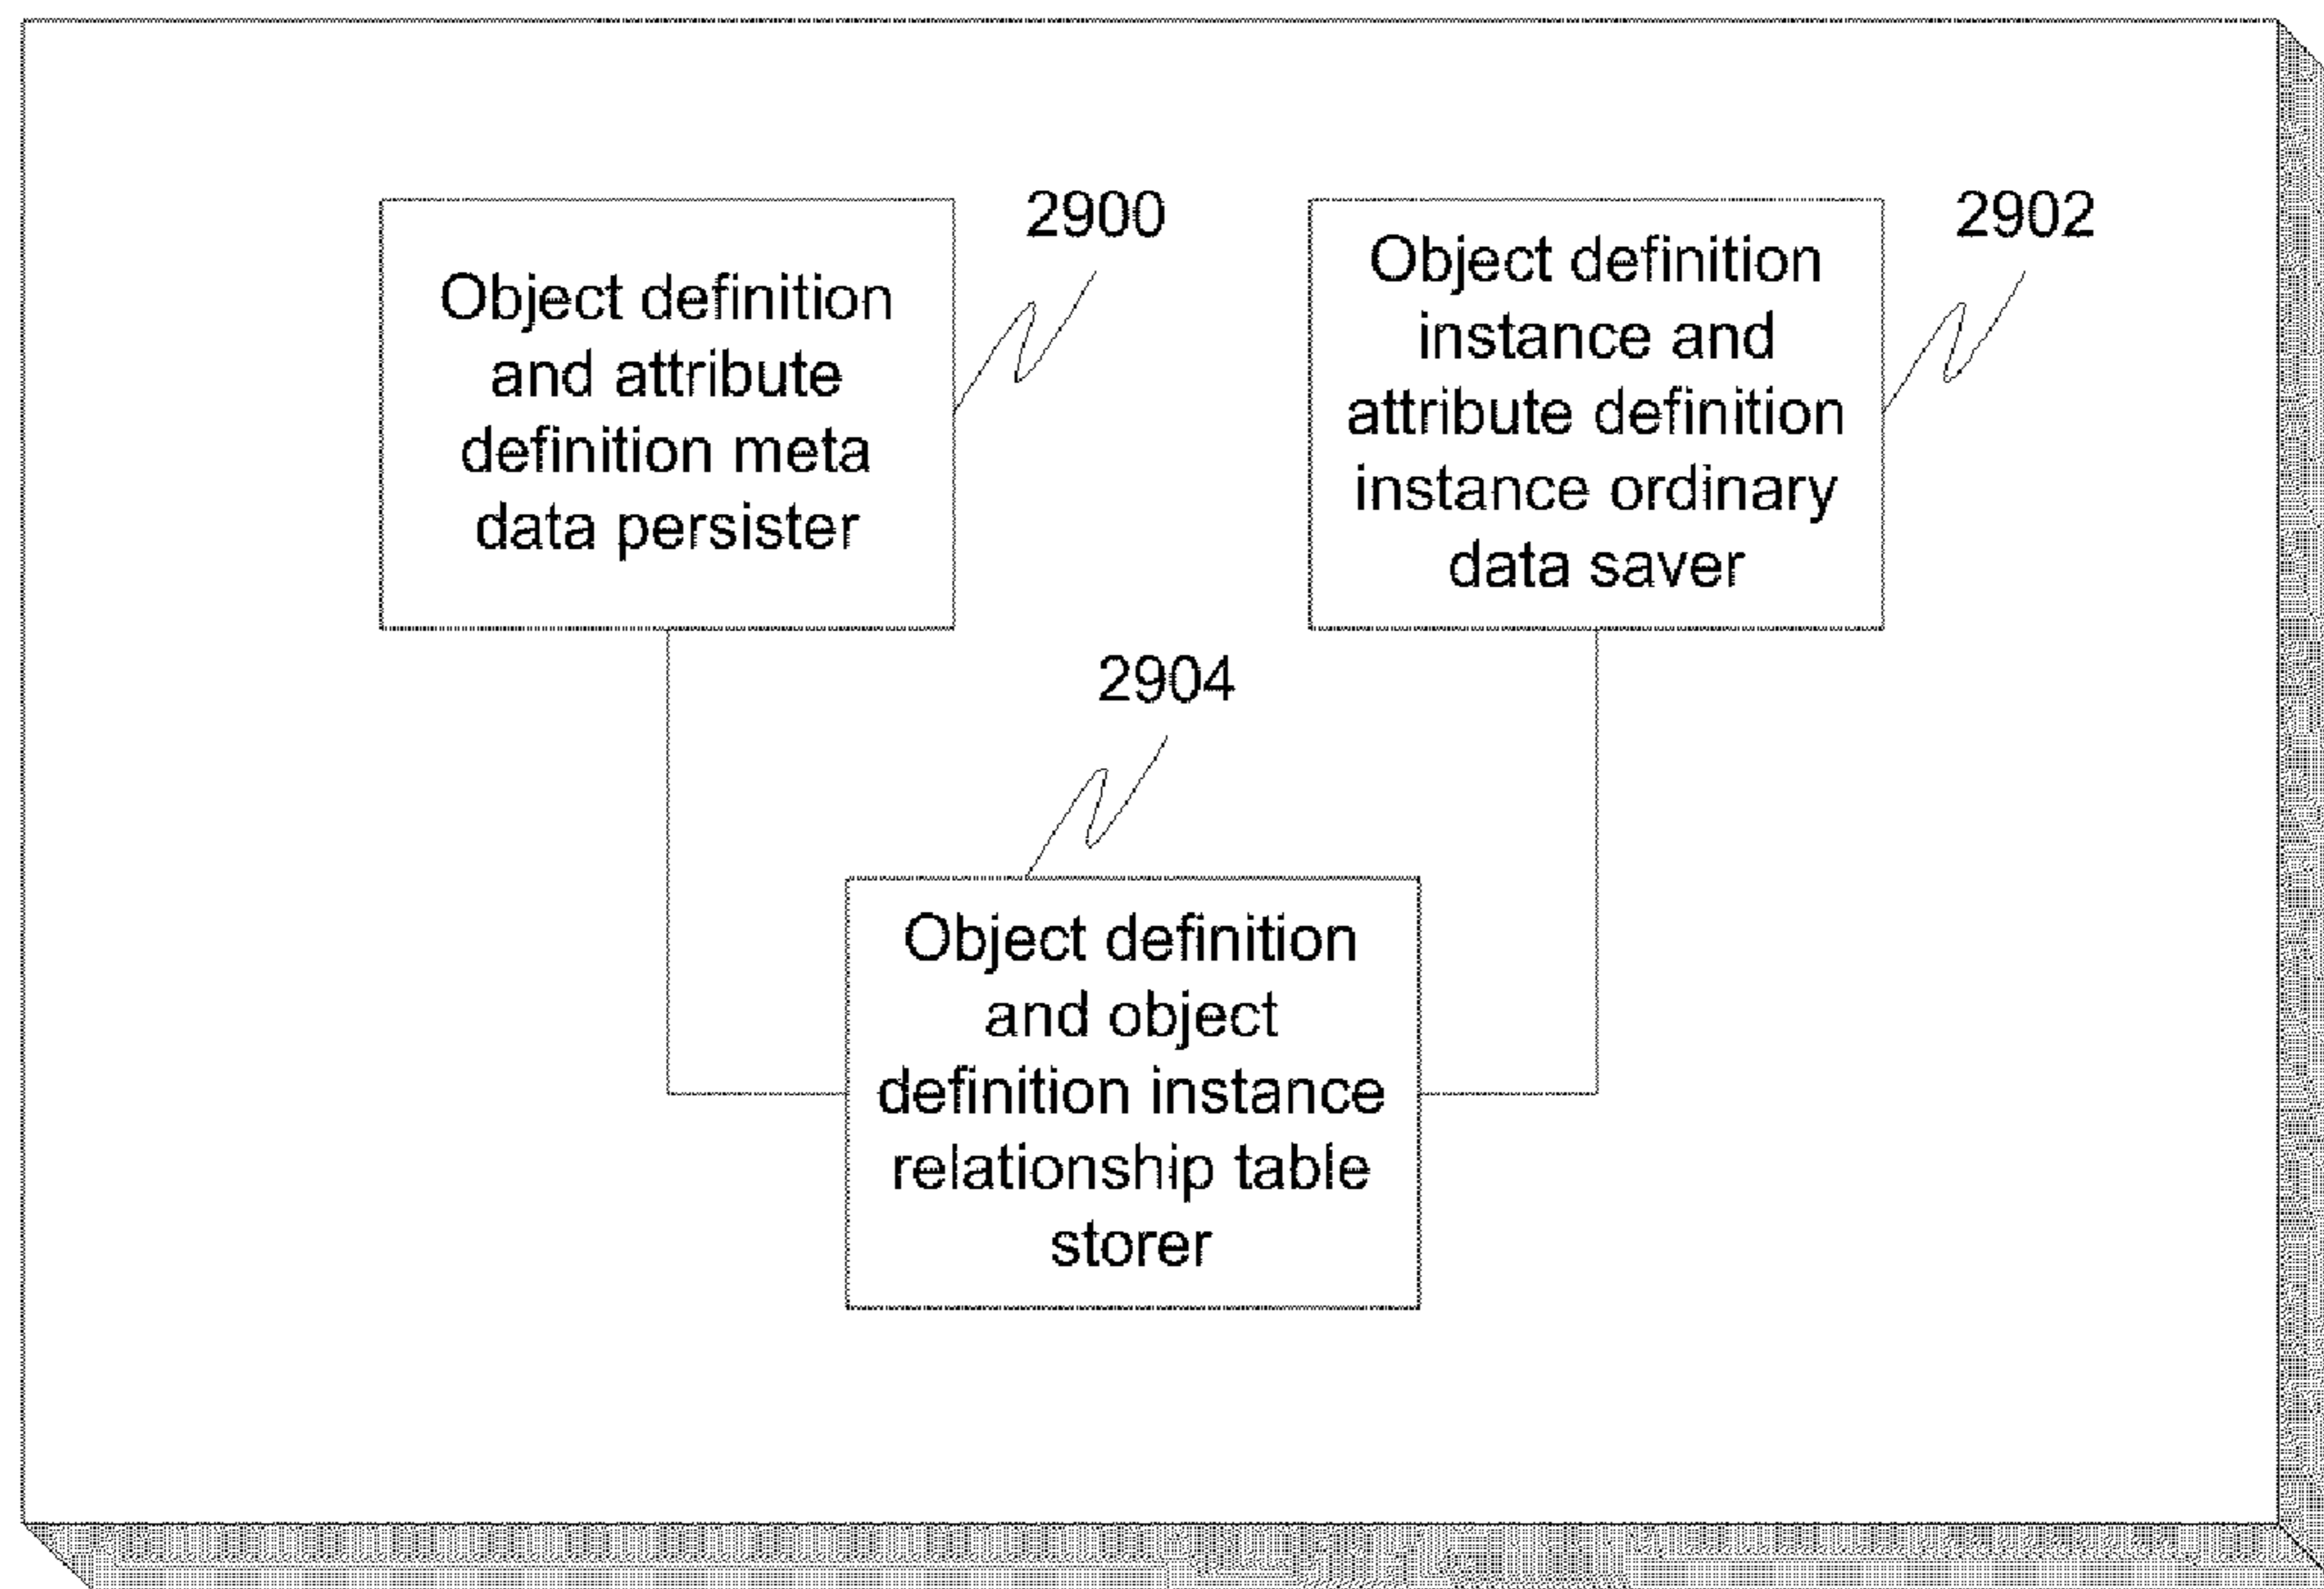 2900
Object definition
and attribute
definition meta
data persister
2902
Object definition
instance and
attribute definition
instance ordinary
data saver
2904
Object definition
and object
definition instance
relationship table
storer